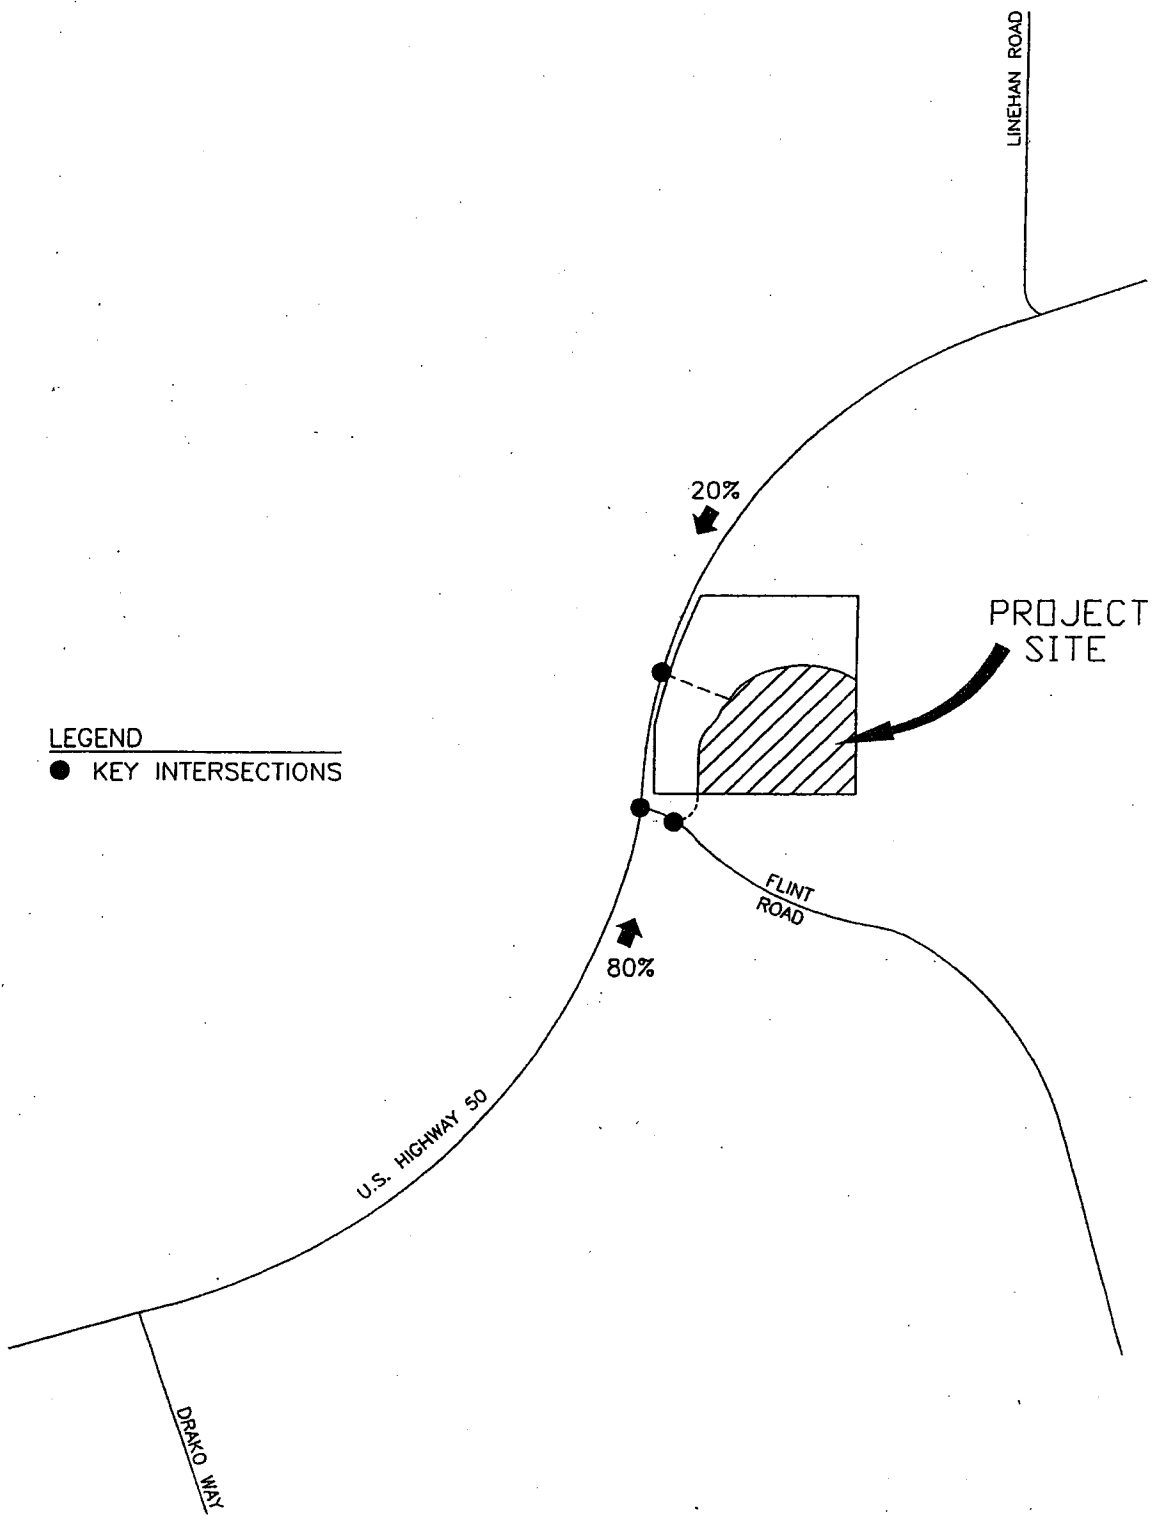 LINEHAN ROAD
20%
PROJECT
SITE
LEGEND
KEY INTERSECTIONS
FLINT
ROAD
80%
U.S. HIGHWAY 50
DRAKO WAY